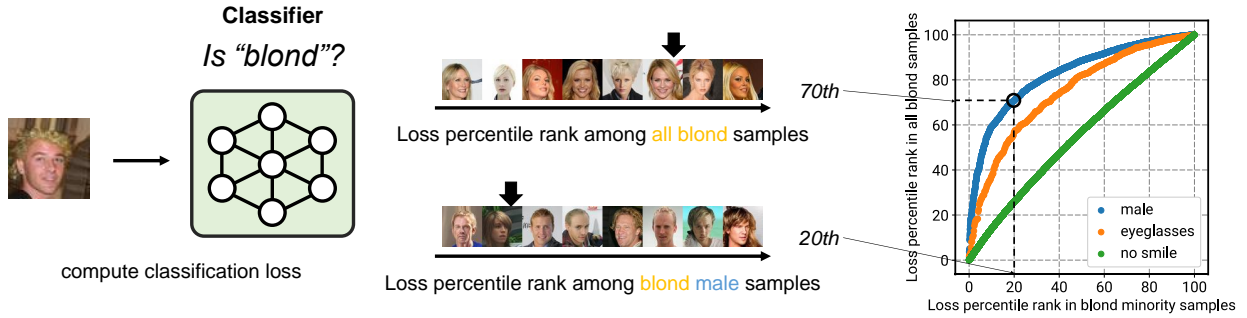 Classifier
Is “blond”?
compute classification loss
70th
Loss percentile rank among all blond samples
20th
Loss percentile rank among blond male samples
Loss percentile rank in all blond samples
100
80
60
40
20
0
male
eyeglasses
no smile
0 20 40 60 80 100
Loss percentile rank in blond minority samples